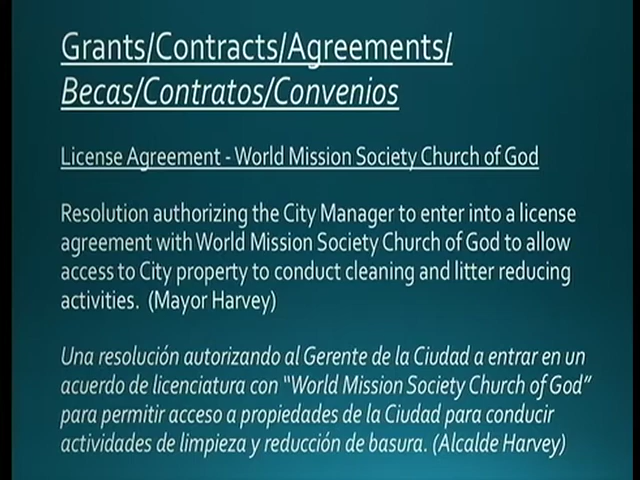 Grants/Contracts/Agreements/
Becas/Contratos/Convenios
License Agreement - World Mission Society Church of God
Resolution authorizing the City Manager to enter into a license
agreement with World Mission Society Church of God to allow
access to City property to conduct cleaning and litter reducing
activities. (Mayor Harvey)
Una resolución autorizando al Gerente de la Ciudad a entrar en un
acuerdo de licenciatura con "World Mission Society Church of God"
para permitir acceso a propiedades de la Ciudad para conducir
actividades de limpieza y reducción de basura. (Alcalde Harvey)